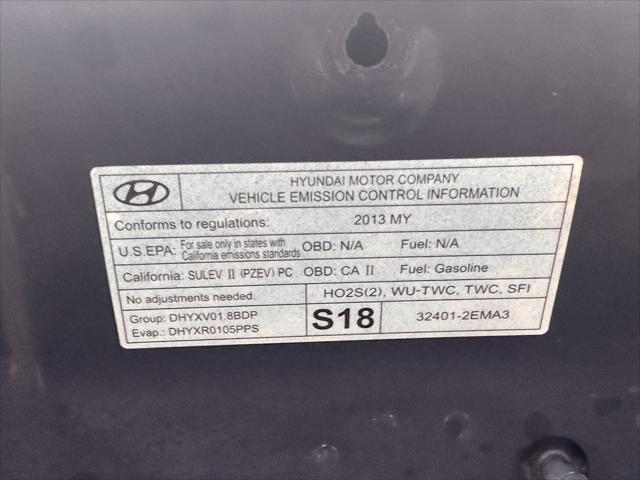 HYUNDAI MOTOR COMPANY
VEHICLE EMISSION CONTROL INFORMATION
Conforms to regulations: 2013 MY
U.S.EPA: For sale only in states with California emissions standards OBD: N/A Fuel: N/A
California: SULEV II (PZEV) PC OBD: CA II Fuel: Gasoline
No adjustments needed. HO2S(2), WU-TWC, TWC, SFI
Group: DHYXV01.8BDP
Evap.: DHYXR0105PPS
S18
32401-2EMA3